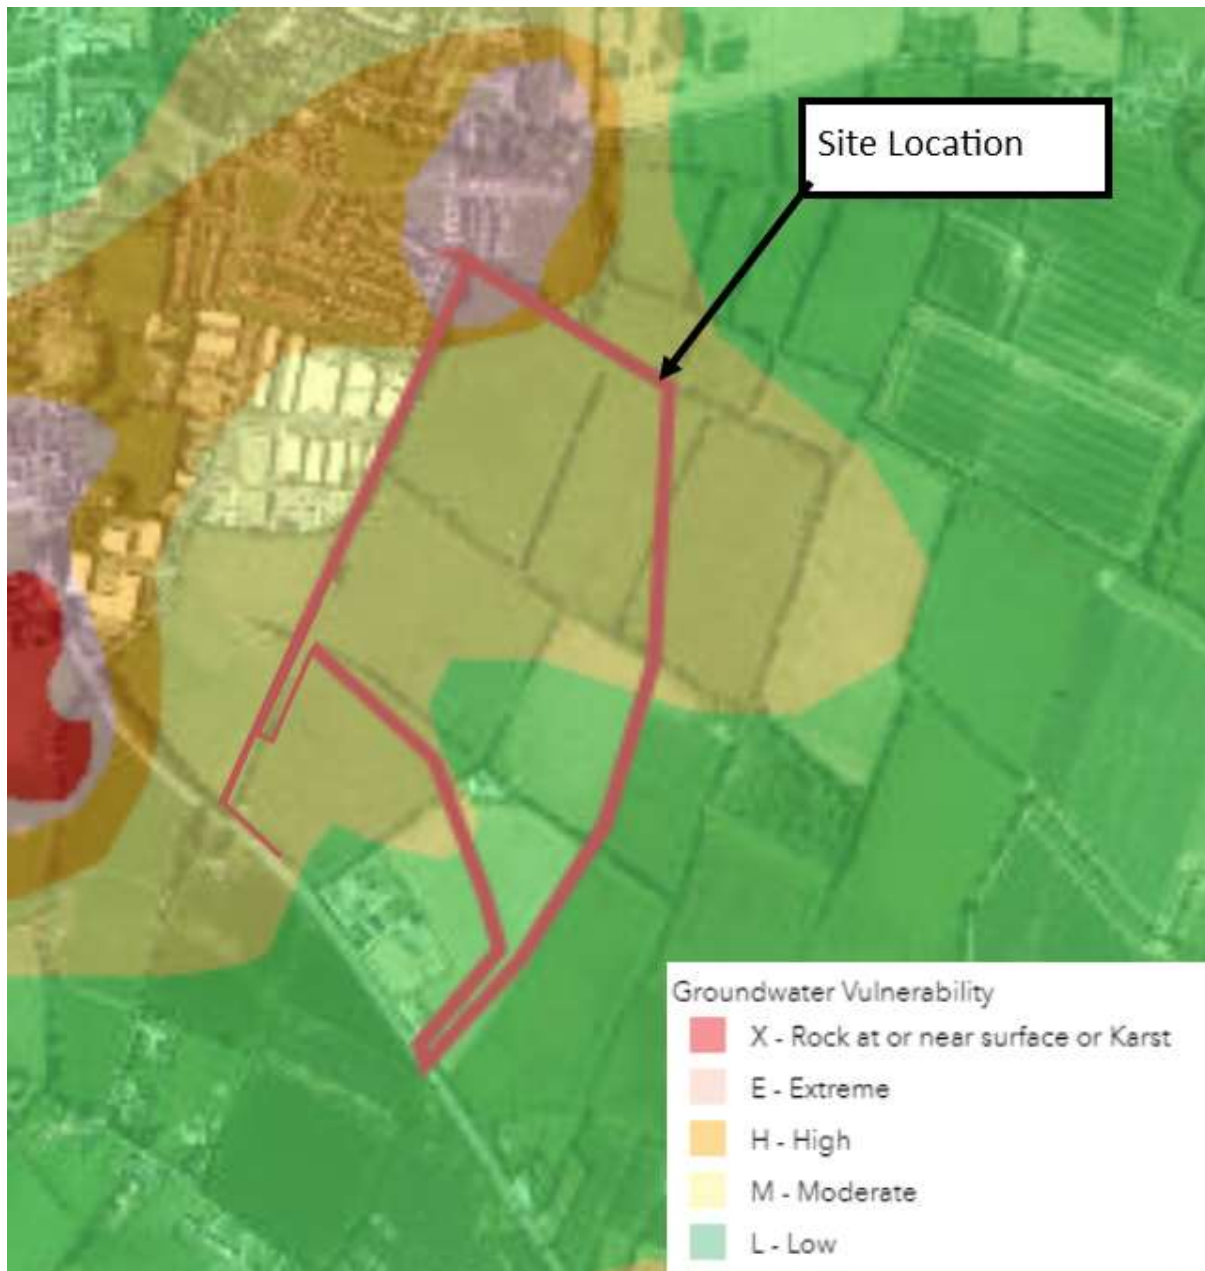 Site Location
Groundwater Vulnerability
X - Rock at or near surface or Karst
E - Extreme
H - High
M - Moderate
L - Low